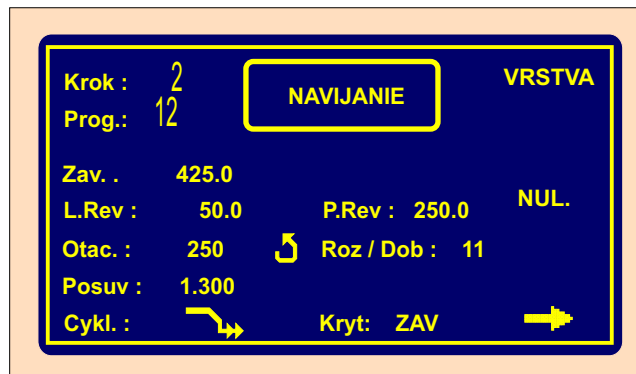 Krok : 2 NAVIJANIE VRSTVA
Prog.: 12
Zav. . 425.0
L.Rev : 50.0 P.Rev : 250.0 NUL.
Otac. : 250 Roz / Dob : 11
Posuv : 1.300
Cykl. : Kryt: ZAV